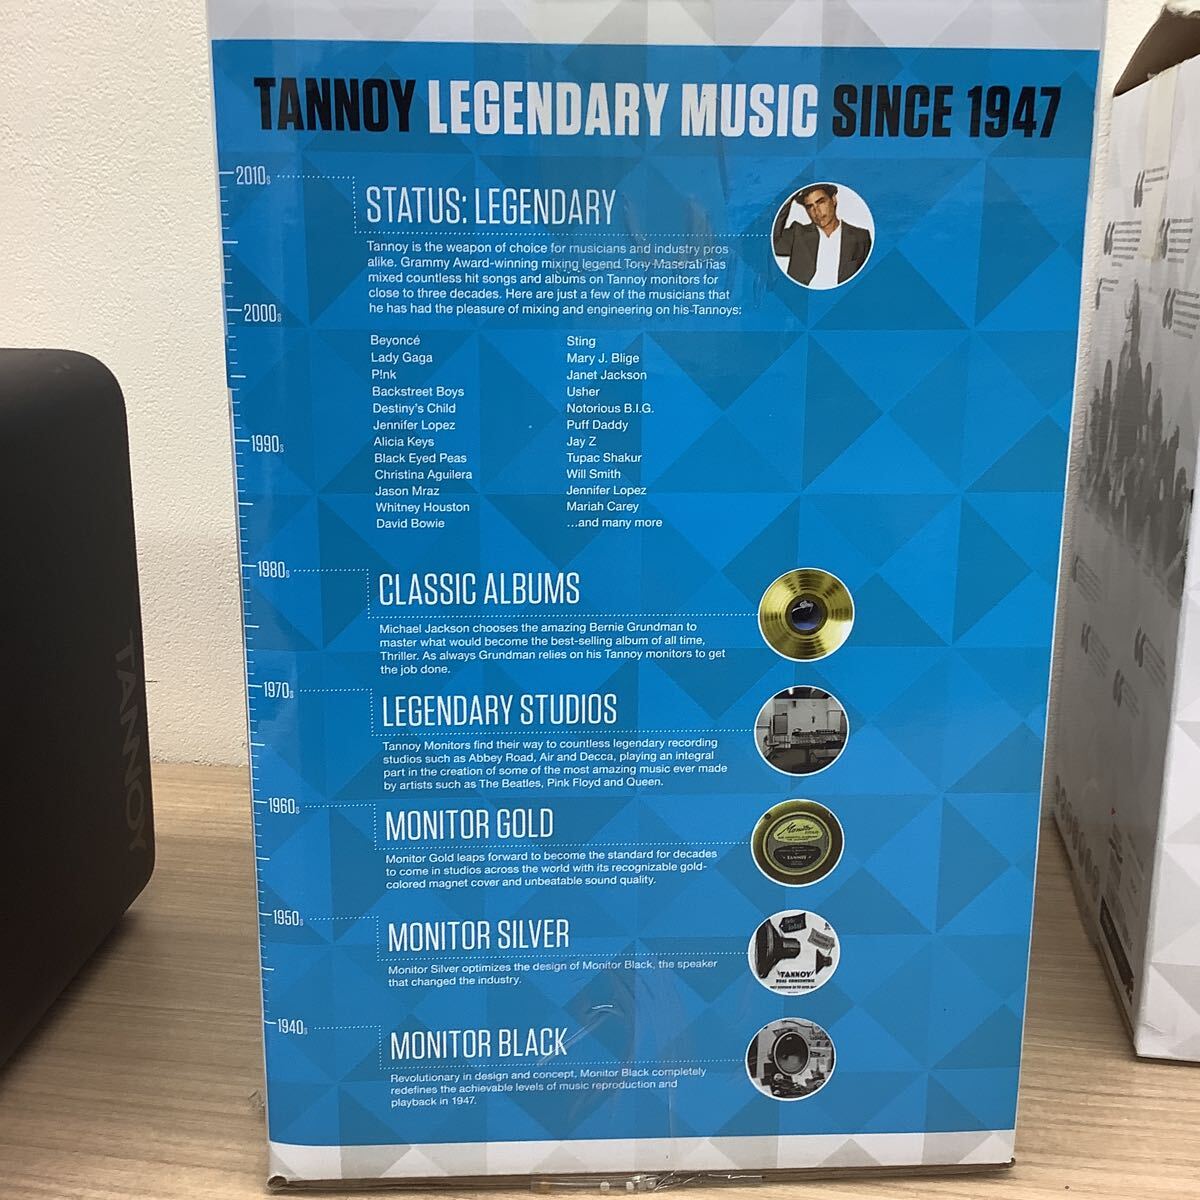 TANNOY LEGENDARY MUSIC SINCE 1947
2010s
STATUS: LEGENDARY
Tannoy is the weapon of choice for musicians and industry pros
alike. Grammy Award-winning mixing legend Tony Maserati has
mixed countless hit songs and albums on Tannoy monitors for
close to three decades. Here are just a few of the musicians that
he has had the pleasure of mixing and engineering on his Tannoys:
2000s
Beyoncé
Lady Gaga
P!nk
Backstreet Boys
Destiny's Child
Jennifer Lopez
Alicia Keys
Black Eyed Peas
Christina Aguilera
Jason Mraz
Whitney Houston
David Bowie
Sting
Mary J. Blige
Janet Jackson
Usher
Notorious B.I.G.
Puff Daddy
Jay Z
Tupac Shakur
Will Smith
Jennifer Lopez
Mariah Carey
...and many more
1990s
1980s
CLASSIC ALBUMS
Michael Jackson chooses the amazing Bernie Grundman to
master what would become the best-selling album of all time,
Thriller. As always Grundman relies on his Tannoy monitors to get
the job done.
1970s
LEGENDARY STUDIOS
Tannoy Monitors find their way to countless legendary recording
studios such as Abbey Road, Air and Decca, playing an integral
part in the creation of some of the most amazing music ever made
by artists such as The Beatles, Pink Floyd and Queen.
1960s
MONITOR GOLD
Monitor Gold leaps forward to become the standard for decades
to come in studios across the world with its recognizable gold-
colored magnet cover and unbeatable sound quality.
Monitor
TANNOY
1950s
MONITOR SILVER
Monitor Silver optimizes the design of Monitor Black, the speaker
that changed the industry.
TANNOY
DUAL CONCENTRIC
1940s
MONITOR BLACK
Revolutionary in design and concept, Monitor Black completely
redefines the achievable levels of music reproduction and
playback in 1947.
TANNOY